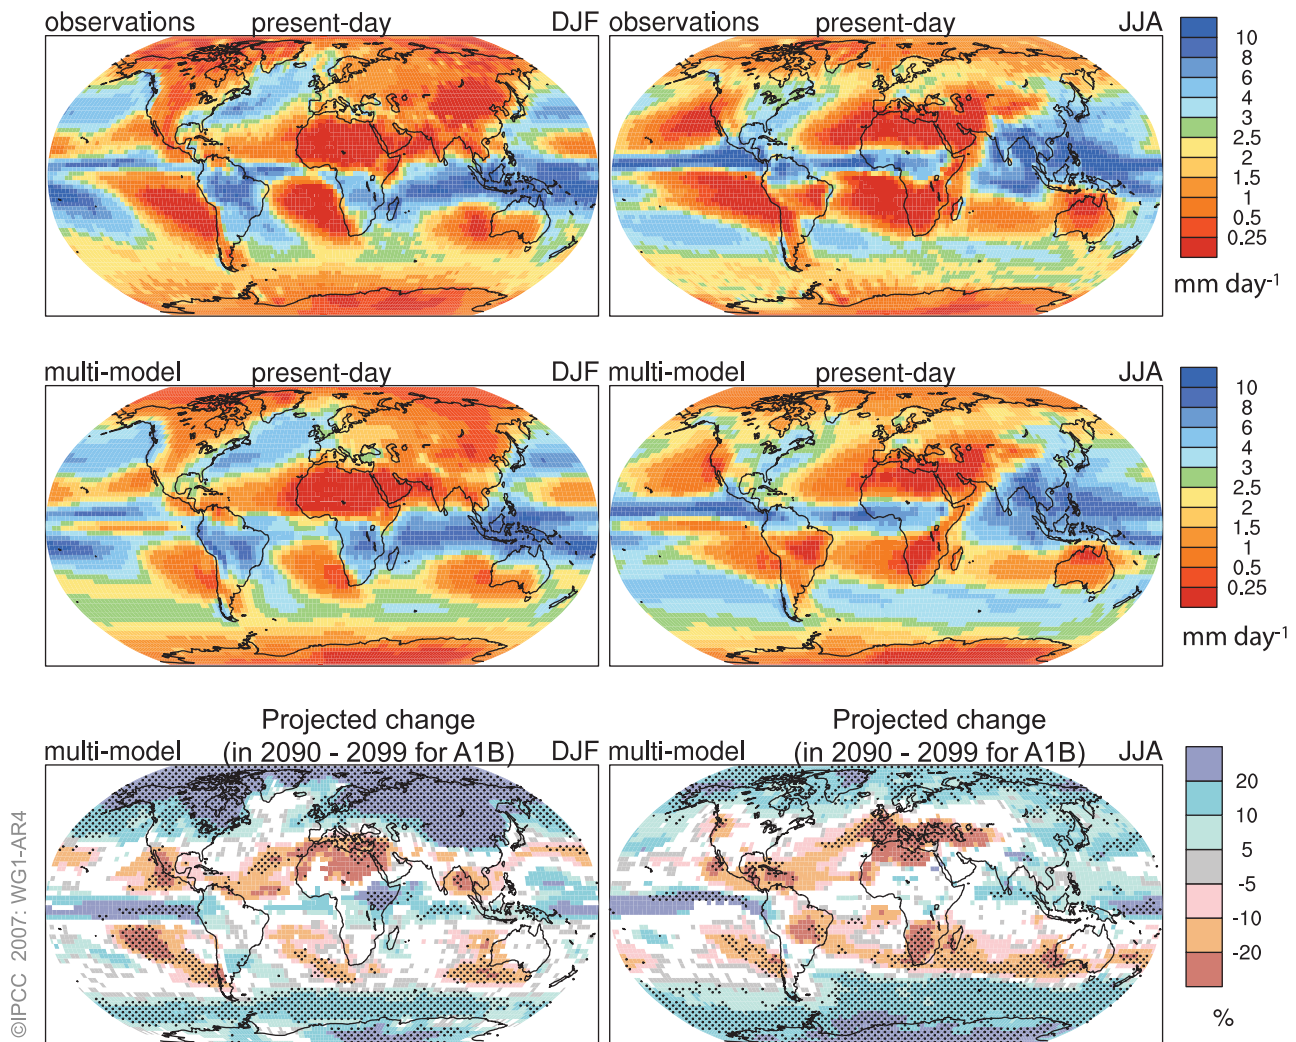 observations present-day DJF
observations present-day JJA
10
8
6
4
3
2.5
2
1.5
1
0.5
0.25
mm day-1
multi-model present-day DJF
multi-model present-day JJA
10
8
6
4
3
2.5
2
1.5
1
0.5
0.25
mm day-1
Projected change
multi-model (in 2090 - 2099 for A1B) DJF
Projected change
multi-model (in 2090 - 2099 for A1B) JJA
20
10
5
-5
-10
-20
%
©IPCC 2007: WG1-AR4